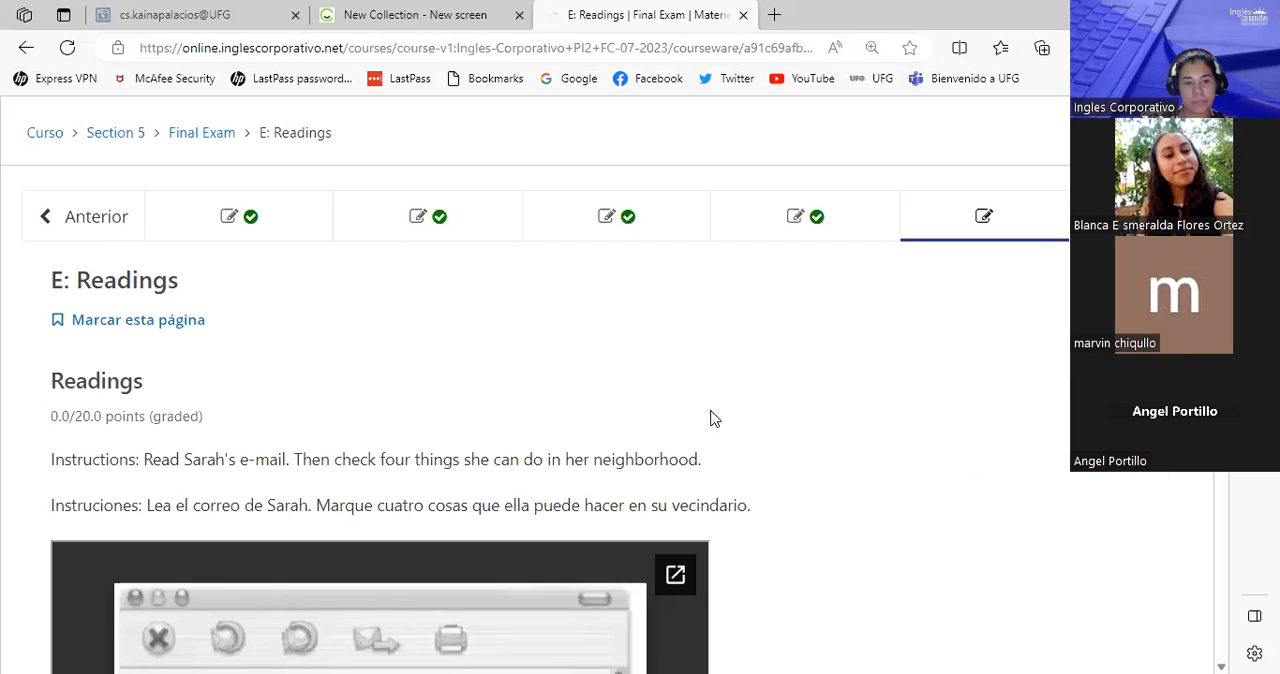 cs.kainapalacios@UFG
New Collection - New screen
E: Readings | Final Exam | Materi
https://online.inglescorporativo.net/courses/course-v1:Ingles-Corporativo+PI2+FC-07-2023/courseware/a91c69afb...
Express VPN
McAfee Security
LastPass password...
LastPass
Bookmarks
Google
Facebook
Twitter
YouTube
UFG
Bienvenido a UFG
Curso > Section 5 > Final Exam > E: Readings
Anterior
E: Readings
Marcar esta página
Readings
0.0/20.0 points (graded)
Instructions: Read Sarah's e-mail. Then check four things she can do in her neighborhood.
Instruciones: Lea el correo de Sarah. Marque cuatro cosas que ella puede hacer en su vecindario.
Ingles Corporativo
Blanca E smeralda Flores Ortez
m
marvin chiqullo
Angel Portillo
Angel Portillo